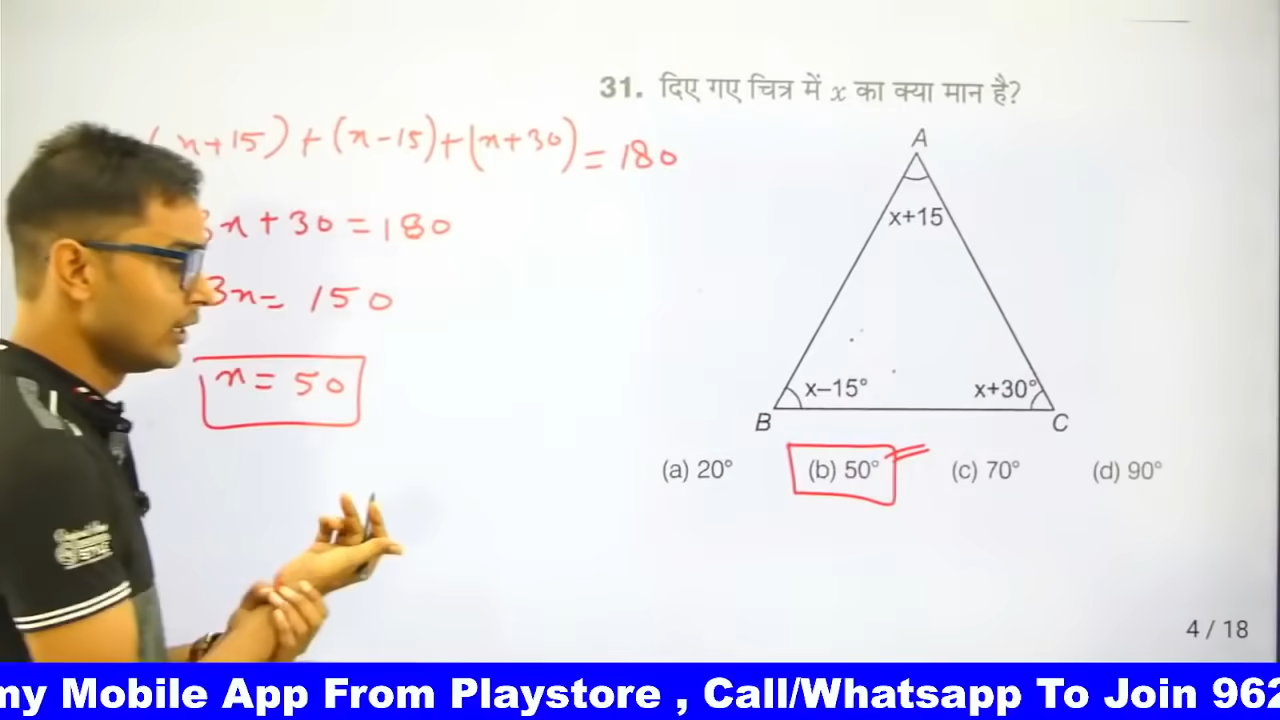 31. दिए गए चित्र में x का क्या मान है?
x+15) + (x-15)+(x+30) = 180
3x + 30 = 180
3x = 150
x = 50
A
x+15
x–15°
x+30°
B
C
(a) 20°
(b) 50°
(c) 70°
(d) 90°
4 / 18
my Mobile App From Playstore , Call/Whatsapp To Join 962